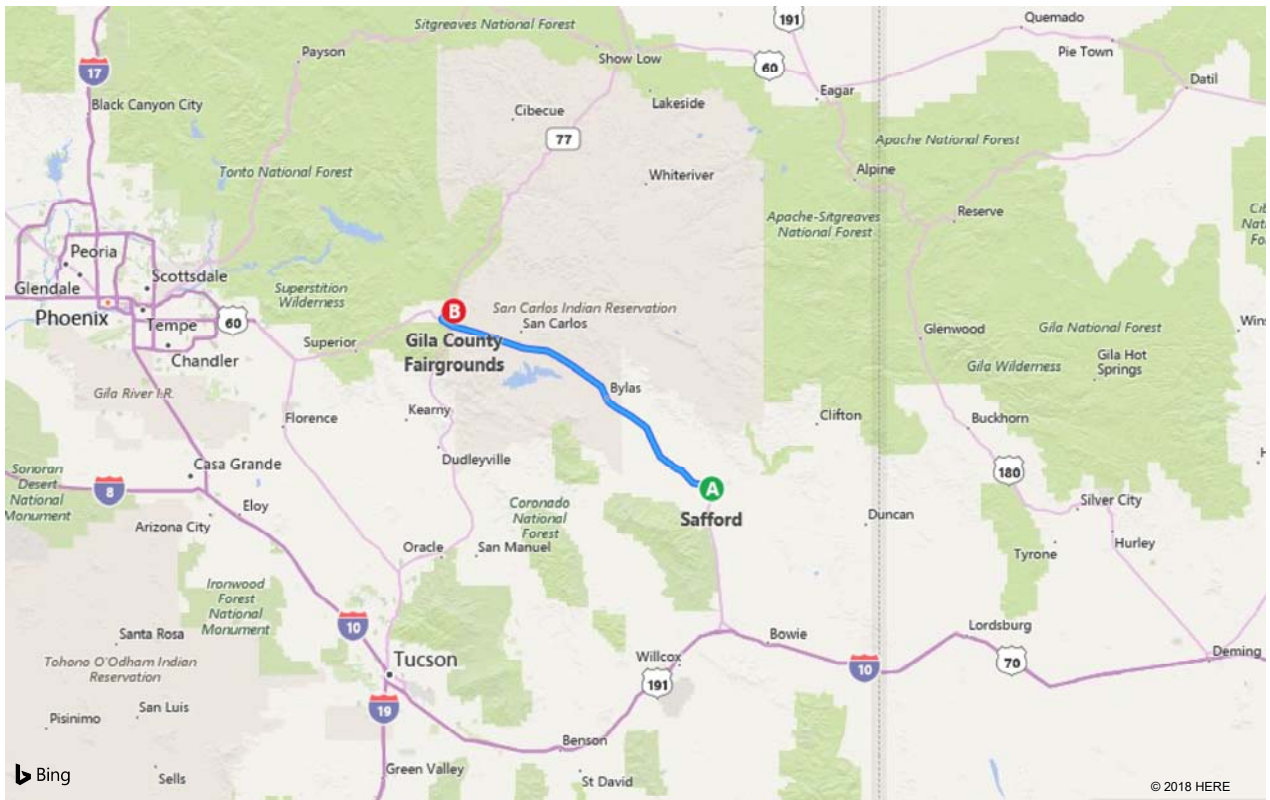 191
Sitgreaves National Forest
Quemado
Payson
Show Low
60
Pie Town
17
Datil
Eagar
Black Canyon City
Lakeside
Cibecue
77
Apache National Forest
Alpine
Tonto National Forest
Whiteriver
Reserve
Apache-Sitgreaves
National Forest
Peoria
Scottsdale
Glendale
Superstition
Wilderness
B
San Carlos Indian Reservation
Phoenix
Tempe
60
San Carlos
Glenwood
Gila National Forest
Superior
Gila County
Fairgrounds
Chandler
Gila Hot
Springs
Gila Wilderness
Gila River I.R.
Bylas
Florence
Kearny
Clifton
Buckhorn
Casa Grande
Dudleyville
Sonoran
Desert
National
Monument
8
180
A
Eloy
Coronado
National
Forest
Silver City
Safford
Duncan
Arizona City
Hurley
Oracle
San Manuel
Tyrone
Ironwood
Forest
National
Monument
10
Lordsburg
Santa Rosa
Bowie
Tucson
Willcox
Deming
Tohono O'Odham Indian
Reservation
10
70
191
San Luis
19
Pisinimo
Benson
Green Valley
Bing
Sells
St David
© 2018 HERE